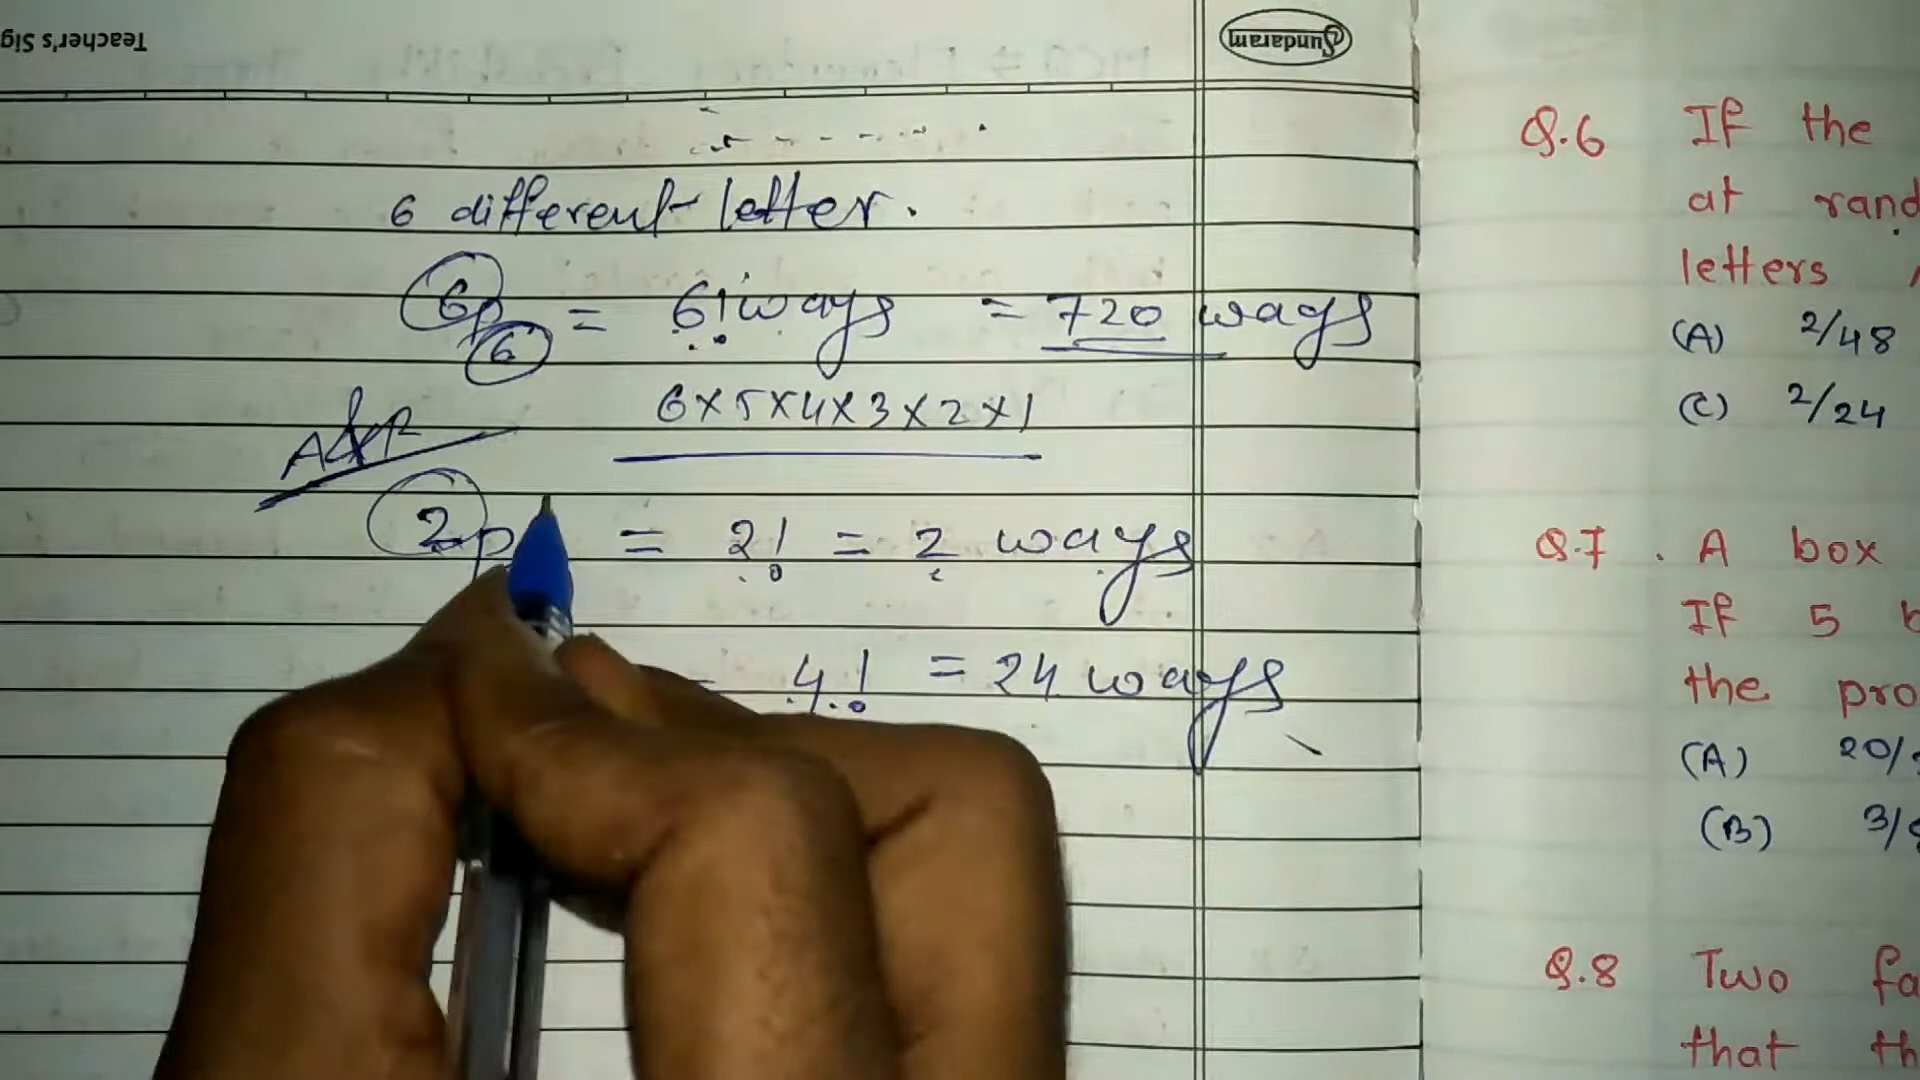 Teacher's Sig
Sundaram
6 different letter.
6p6 = 6! ways = 720 ways
6×5×4×3×2×1
2p = 2! = 2 ways
4! = 24 ways
Q.6 If the
at rand
letters
(A) 2/48
(C) 2/24
Q.7. A box
If 5
the pro
(A) 20/
(B) 3/
Q.8 Two fa
that th